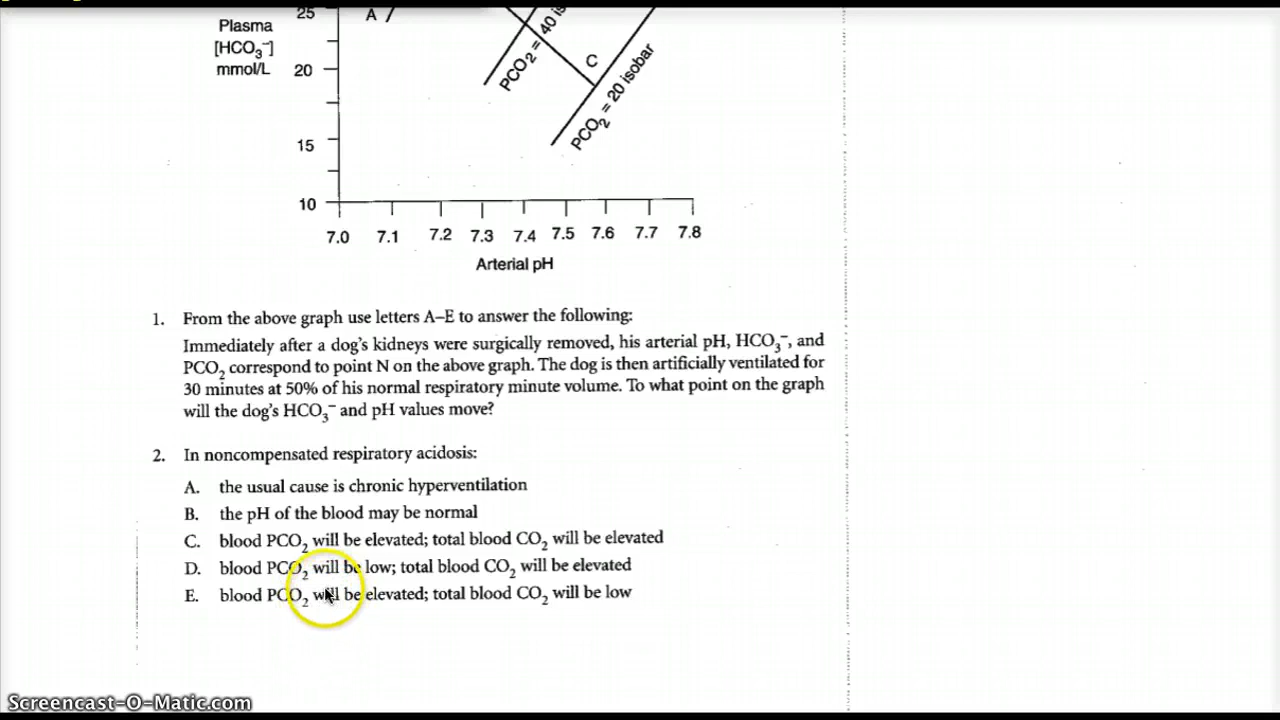 25
A
Plasma
[HCO3−]
mmol/L
20
15
10
PCO2 = 40
C
PCO2 = 20 isobar
7.0 7.1 7.2 7.3 7.4 7.5 7.6 7.7 7.8
Arterial pH
1. From the above graph use letters A–E to answer the following:
Immediately after a dog's kidneys were surgically removed, his arterial pH, HCO3−, and
PCO2 correspond to point N on the above graph. The dog is then artificially ventilated for
30 minutes at 50% of his normal respiratory minute volume. To what point on the graph
will the dog's HCO3− and pH values move?
2. In noncompensated respiratory acidosis:
A. the usual cause is chronic hyperventilation
B. the pH of the blood may be normal
C. blood PCO2 will be elevated; total blood CO2 will be elevated
D. blood PCO2 will be low; total blood CO2 will be elevated
E. blood PCO2 will be elevated; total blood CO2 will be low
Screencast-O-Matic.com